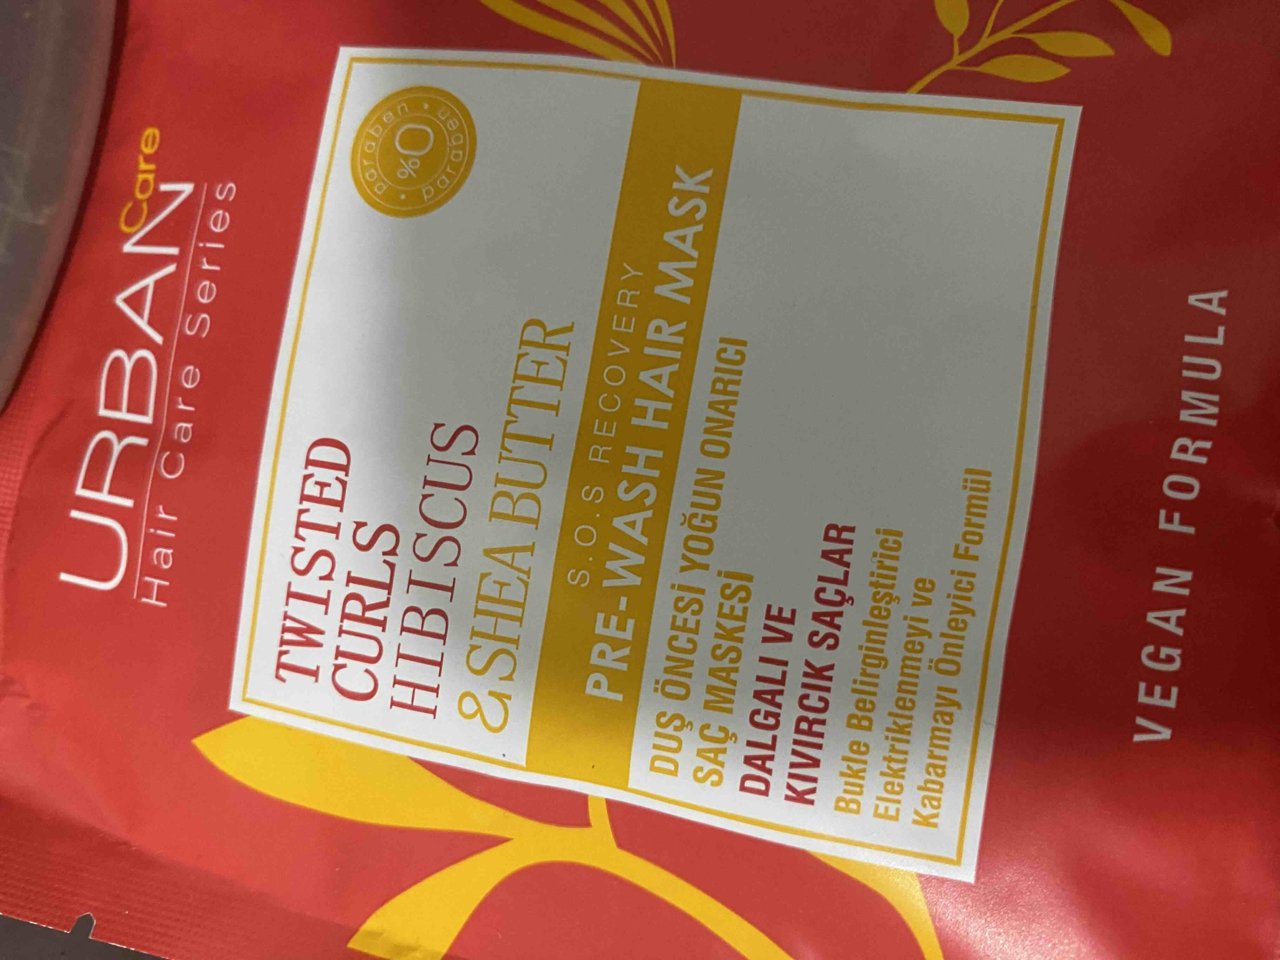 URBAN Care
Hair Care Series
paraben • paraben •
%0
TWISTED
CURLS
HIBISCUS
& SHEA BUTTER
S.O.S RECOVERY
PRE-WASH HAIR MASK
DUŞ ÖNCESİ YOĞUN ONARICI
SAÇ MASKESİ
DALGALI VE
KIVIRCIK SAÇLAR
Bukle Belirginleştirici
Elektriklenmeyi ve
Kabarmayı Önleyici Formül
VEGAN FORMULA